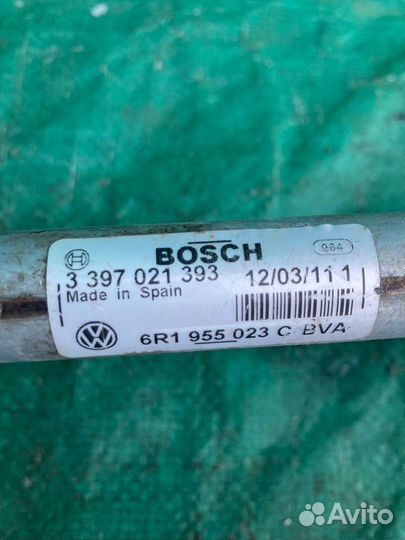 BOSCH 984
3 397 021 393 12/03/11 1
Made in Spain
6R1 955 023 C BVA
Avito